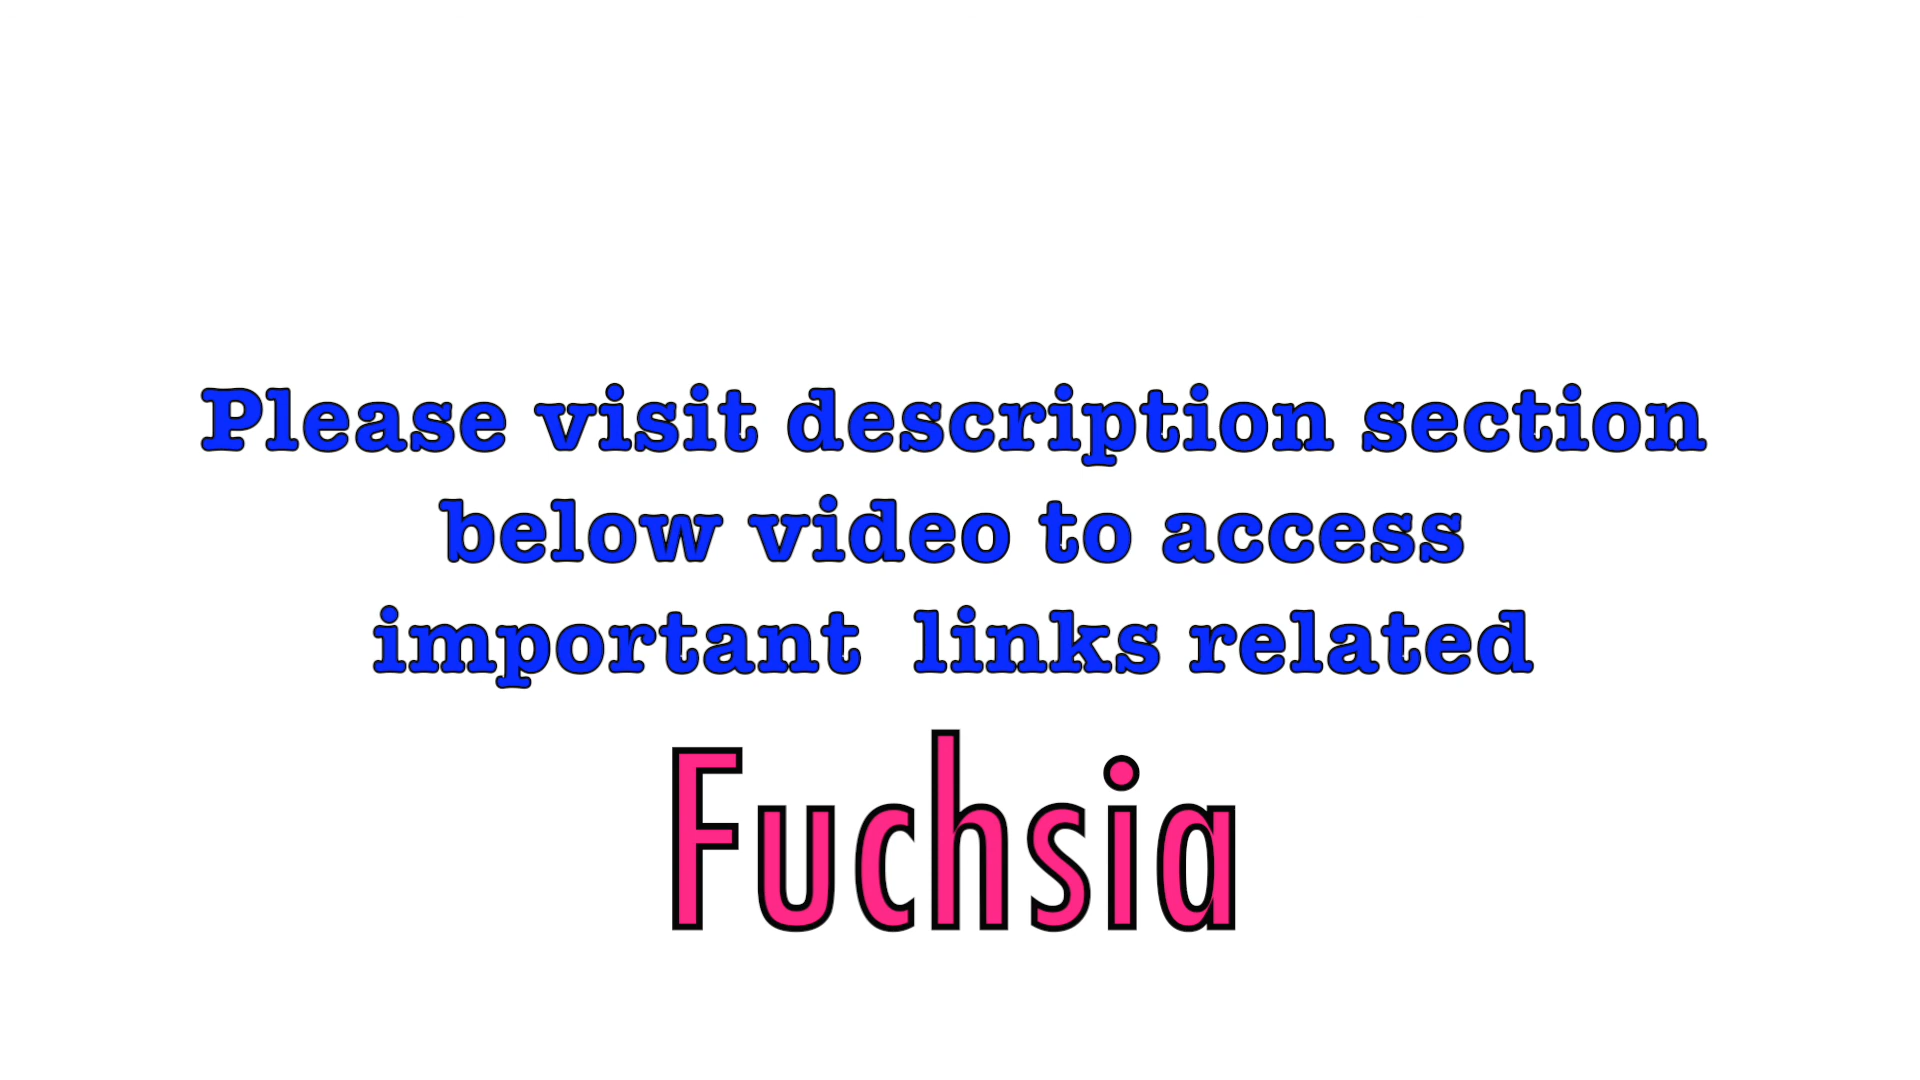 Please visit description section
below video to access
important  links related
Fuchsia